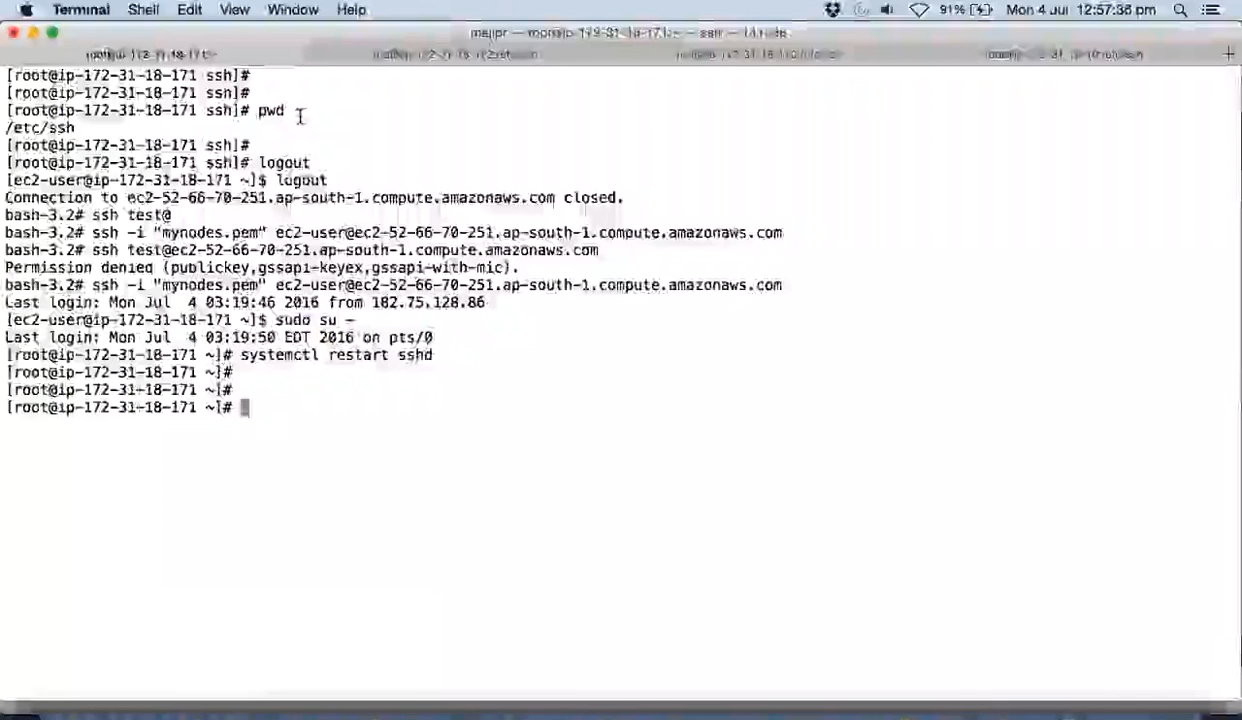 Terminal Shell Edit View Window Help 91% Mon 4 Jul 12:57:38 pm
[root@ip-172-31-18-171 ssh]#
[root@ip-172-31-18-171 ssh]#
[root@ip-172-31-18-171 ssh]# pwd
/etc/ssh
[root@ip-172-31-18-171 ssh]#
[root@ip-172-31-18-171 ssh]# logout
[ec2-user@ip-172-31-18-171 ~]$ logout
Connection to ec2-52-66-70-251.ap-south-1.compute.amazonaws.com closed.
bash-3.2# ssh test@
bash-3.2# ssh -i "mynodes.pem" ec2-user@ec2-52-66-70-251.ap-south-1.compute.amazonaws.com
bash-3.2# ssh test@ec2-52-66-70-251.ap-south-1.compute.amazonaws.com
Permission denied (publickey,gssapi-keyex,gssapi-with-mic).
bash-3.2# ssh -i "mynodes.pem" ec2-user@ec2-52-66-70-251.ap-south-1.compute.amazonaws.com
Last login: Mon Jul  4 03:19:46 2016 from 182.75.128.86
[ec2-user@ip-172-31-18-171 ~]$ sudo su -
Last login: Mon Jul  4 03:19:50 EDT 2016 on pts/0
[root@ip-172-31-18-171 ~]# systemctl restart sshd
[root@ip-172-31-18-171 ~]#
[root@ip-172-31-18-171 ~]#
[root@ip-172-31-18-171 ~]#